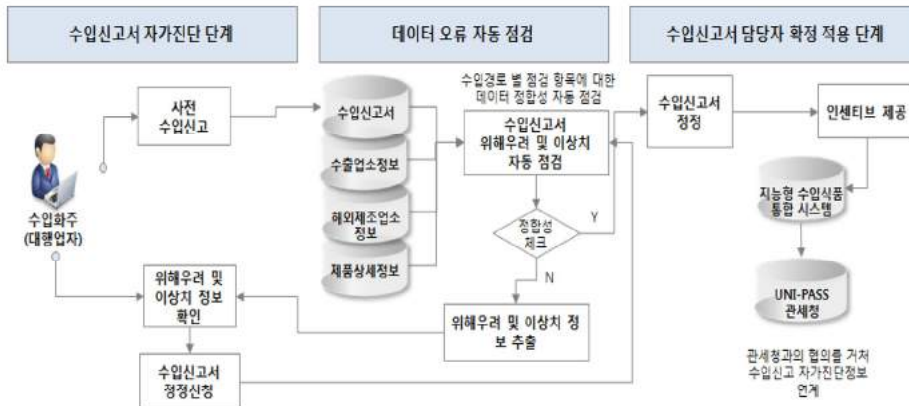 수입신고서 자가진단 단계
데이터 오류 자동 점검
수입신고서 담당자 확정 적용 단계
사전
수입신고
수입화주
(대행업자)
위해우려 및
이상치 정보
확인
수입신고서
정정신청
수입신고서
수출업소정보
해외제조업소
정보
제품상세정보
수입경로 별 점검 항목에 대한
데이터 정합성 자동 점검
수입신고서
위해우려 및 이상치
자동 점검
정합성
체크
Y
N
위해우려 및 이상치 정
보 추출
수입신고서
정정
인센티브 제공
지능형 수입식품
통합 시스템
UNI-PASS
관세청
관세청과의 협의를 거쳐
수입신고 자가진단정보
연계